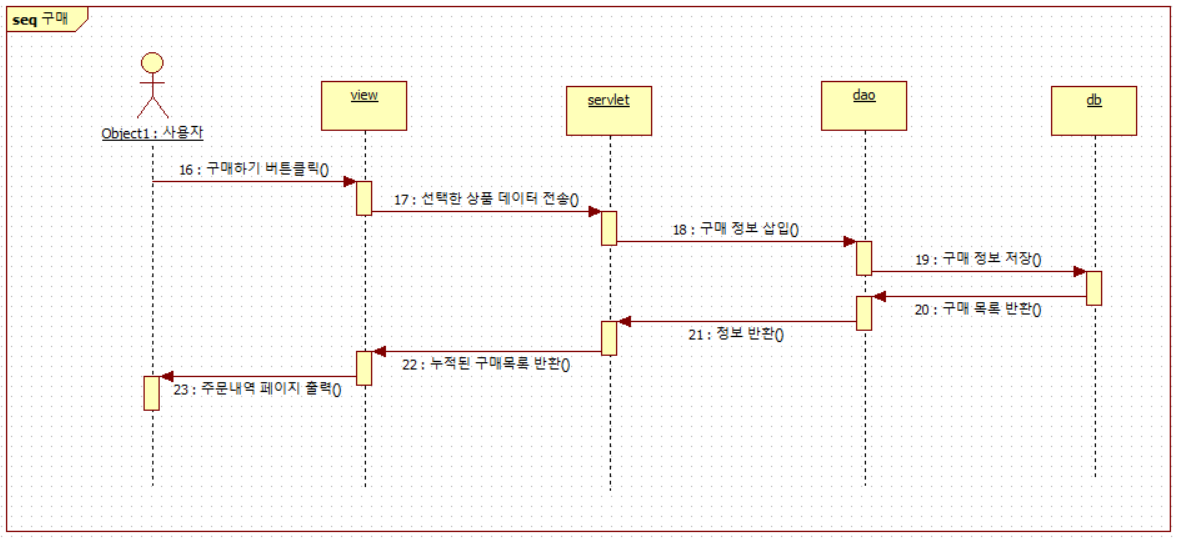 seq 구매
Object1 : 사용자
view
servlet
dao
db
16 : 구매하기 버튼클릭()
17 : 선택한 상품 데이터 전송()
18 : 구매 정보 삽입()
19 : 구매 정보 저장()
20 : 구매 목록 반환()
21 : 정보 반환()
22 : 누적된 구매목록 반환()
23 : 주문내역 페이지 출력()